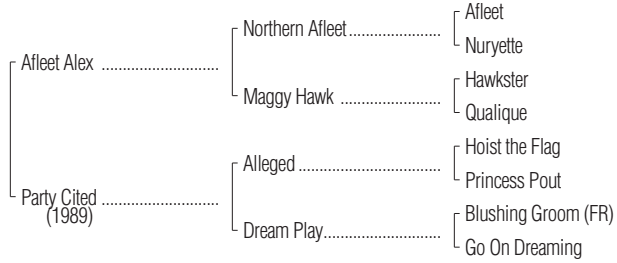 Afleet
Northern Afleet
Nuryette
Afleet Alex
Hawkster
Maggy Hawk
Qualique
Hoist the Flag
Alleged
Princess Pout
Party Cited
(1989)
Blushing Groom (FR)
Dream Play
Go On Dreaming